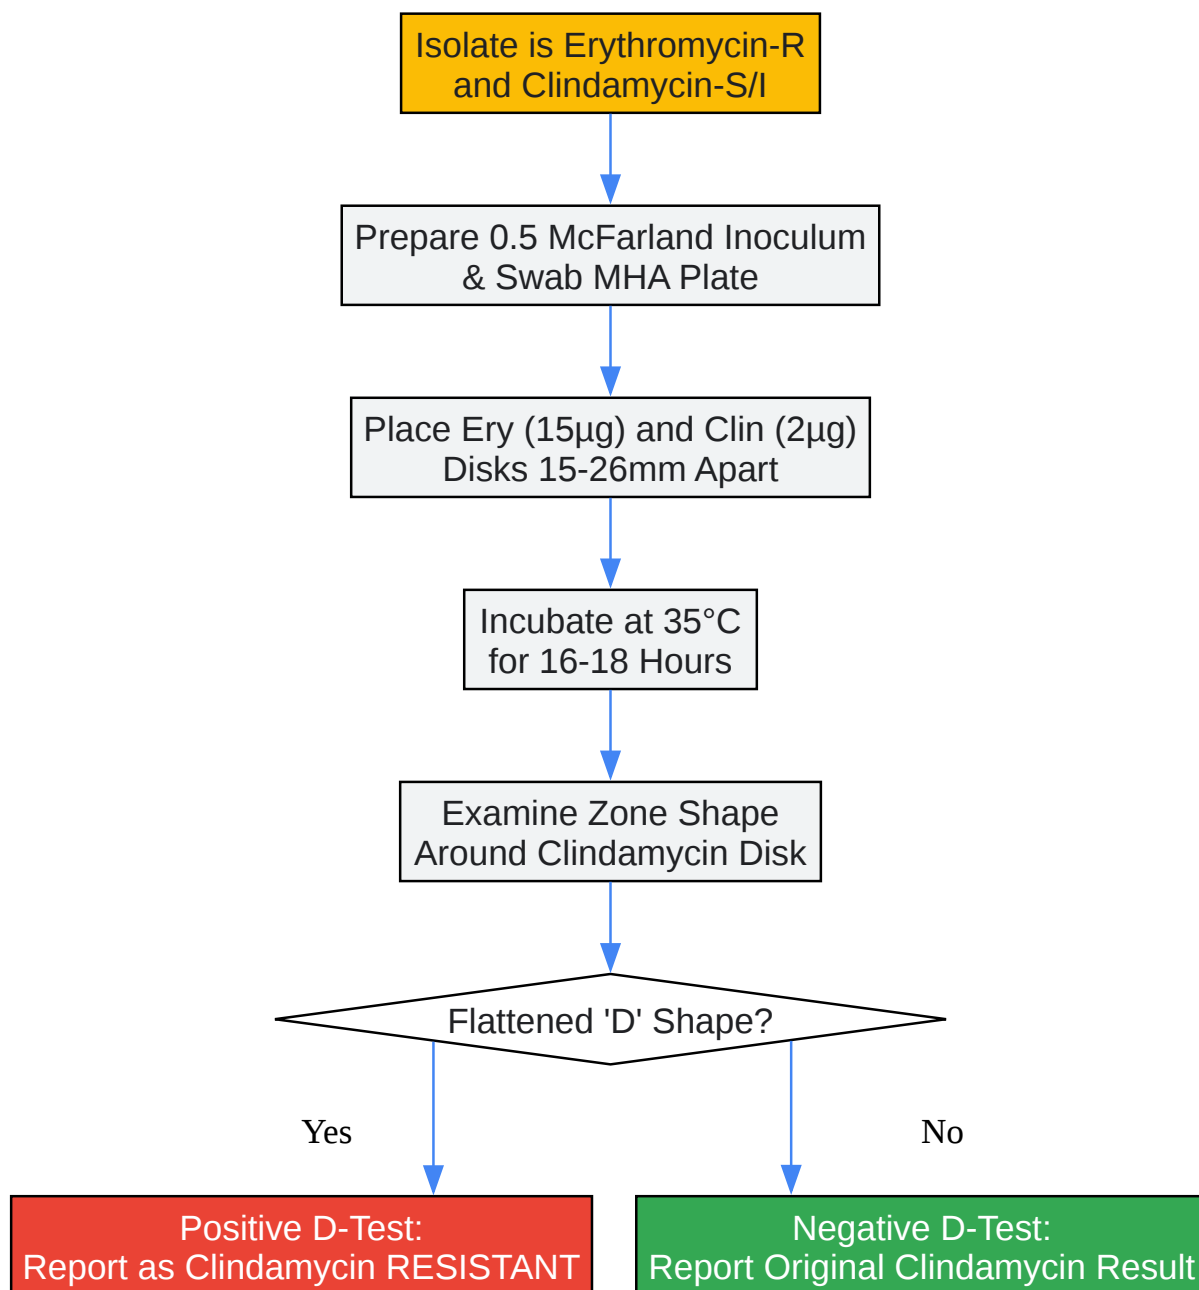 Isolate is Erythromycin-R
and Clindamycin-S/I
Prepare 0.5 McFarland Inoculum
& Swab MHA Plate
Place Ery (15µg) and Clin (2µg)
Disks 15-26mm Apart
Incubate at 35°C
for 16-18 Hours
Examine Zone Shape
Around Clindamycin Disk
Flattened 'D' Shape?
Yes
No
Positive D-Test:
Report as Clindamycin RESISTANT
Negative D-Test:
Report Original Clindamycin Result